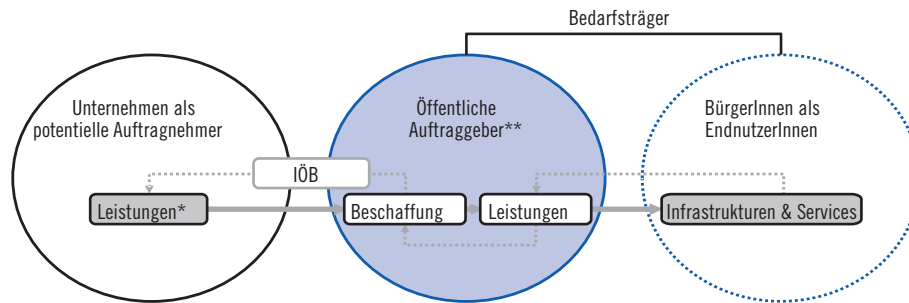 Bedarfsträger
Unternehmen als
potentielle Auftragnehmer
Öffentliche
Auftraggeber**
BürgerInnen als
EndnutzerInnen
IÖB
Leistungen*
Beschaffung
Leistungen
Infrastrukturen & Services